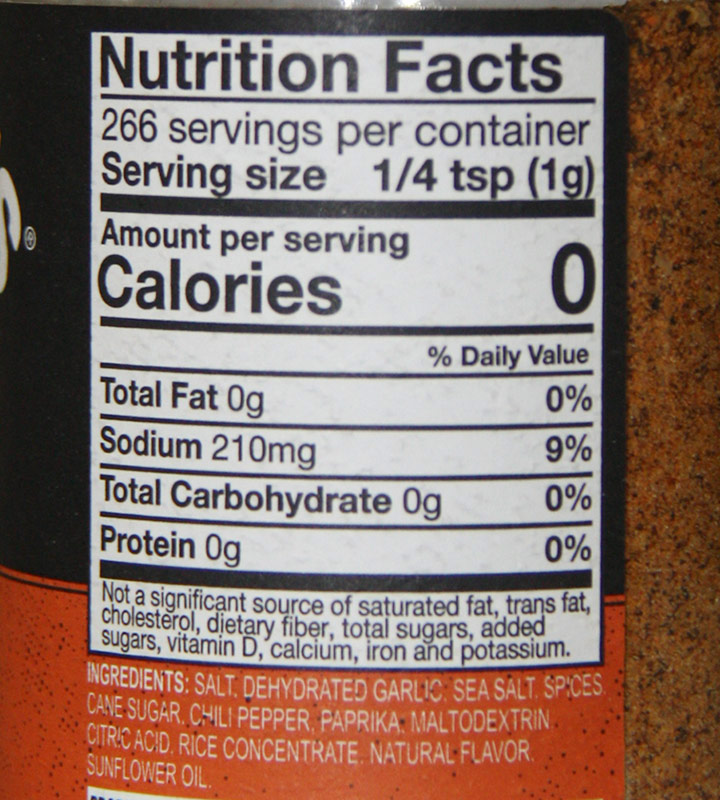 ®
Nutrition Facts
266 servings per container
Serving size 1/4 tsp (1g)
Amount per serving
Calories 0
% Daily Value
Total Fat 0g 0%
Sodium 210mg 9%
Total Carbohydrate 0g 0%
Protein 0g 0%
Not a significant source of saturated fat, trans fat,
cholesterol, dietary fiber, total sugars, added
sugars, vitamin D, calcium, iron and potassium.
INGREDIENTS: SALT, DEHYDRATED GARLIC, SEA SALT, SPICES,
CANE SUGAR, CHILI PEPPER, PAPRIKA, MALTODEXTRIN,
CITRIC ACID, RICE CONCENTRATE, NATURAL FLAVOR,
SUNFLOWER OIL.